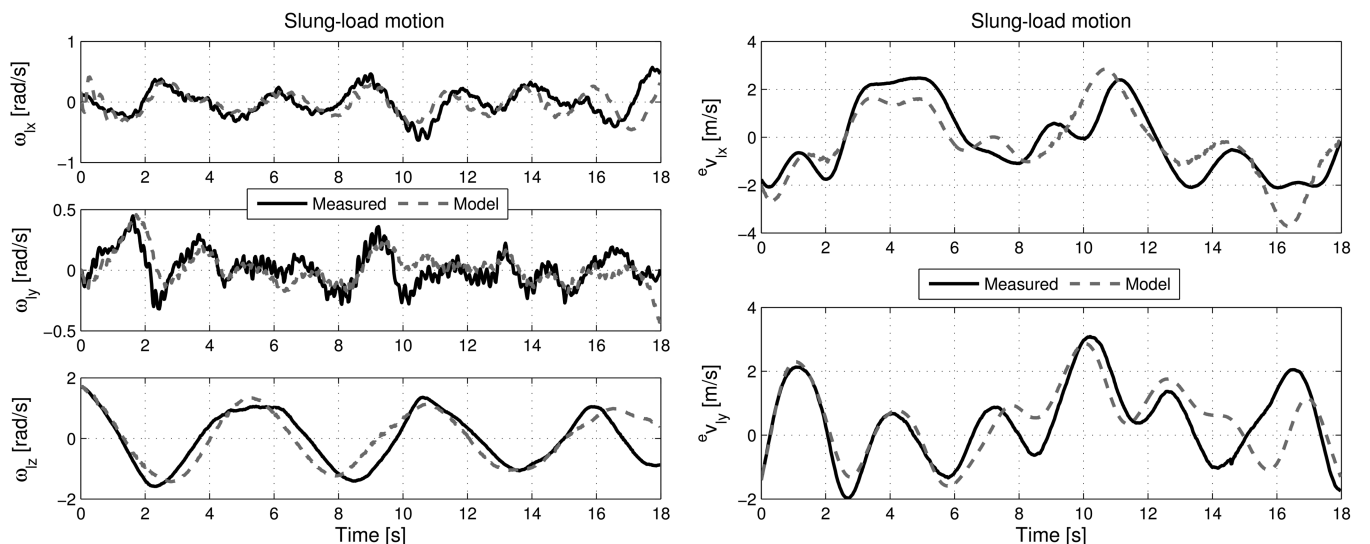 Slung-load motion
ω_lx [rad/s]
1
0
−1
0 2 4 6 8 10 12 14 16 18
Measured Model
ω_ly [rad/s]
0.5
0
−0.5
0 2 4 6 8 10 12 14 16 18
ω_lz [rad/s]
2
0
−2
0 2 4 6 8 10 12 14 16 18
Time [s]
Slung-load motion
^e v_lx [m/s]
4
2
0
−2
−4
0 2 4 6 8 10 12 14 16 18
Measured Model
^e v_ly [m/s]
4
2
0
−2
0 2 4 6 8 10 12 14 16 18
Time [s]